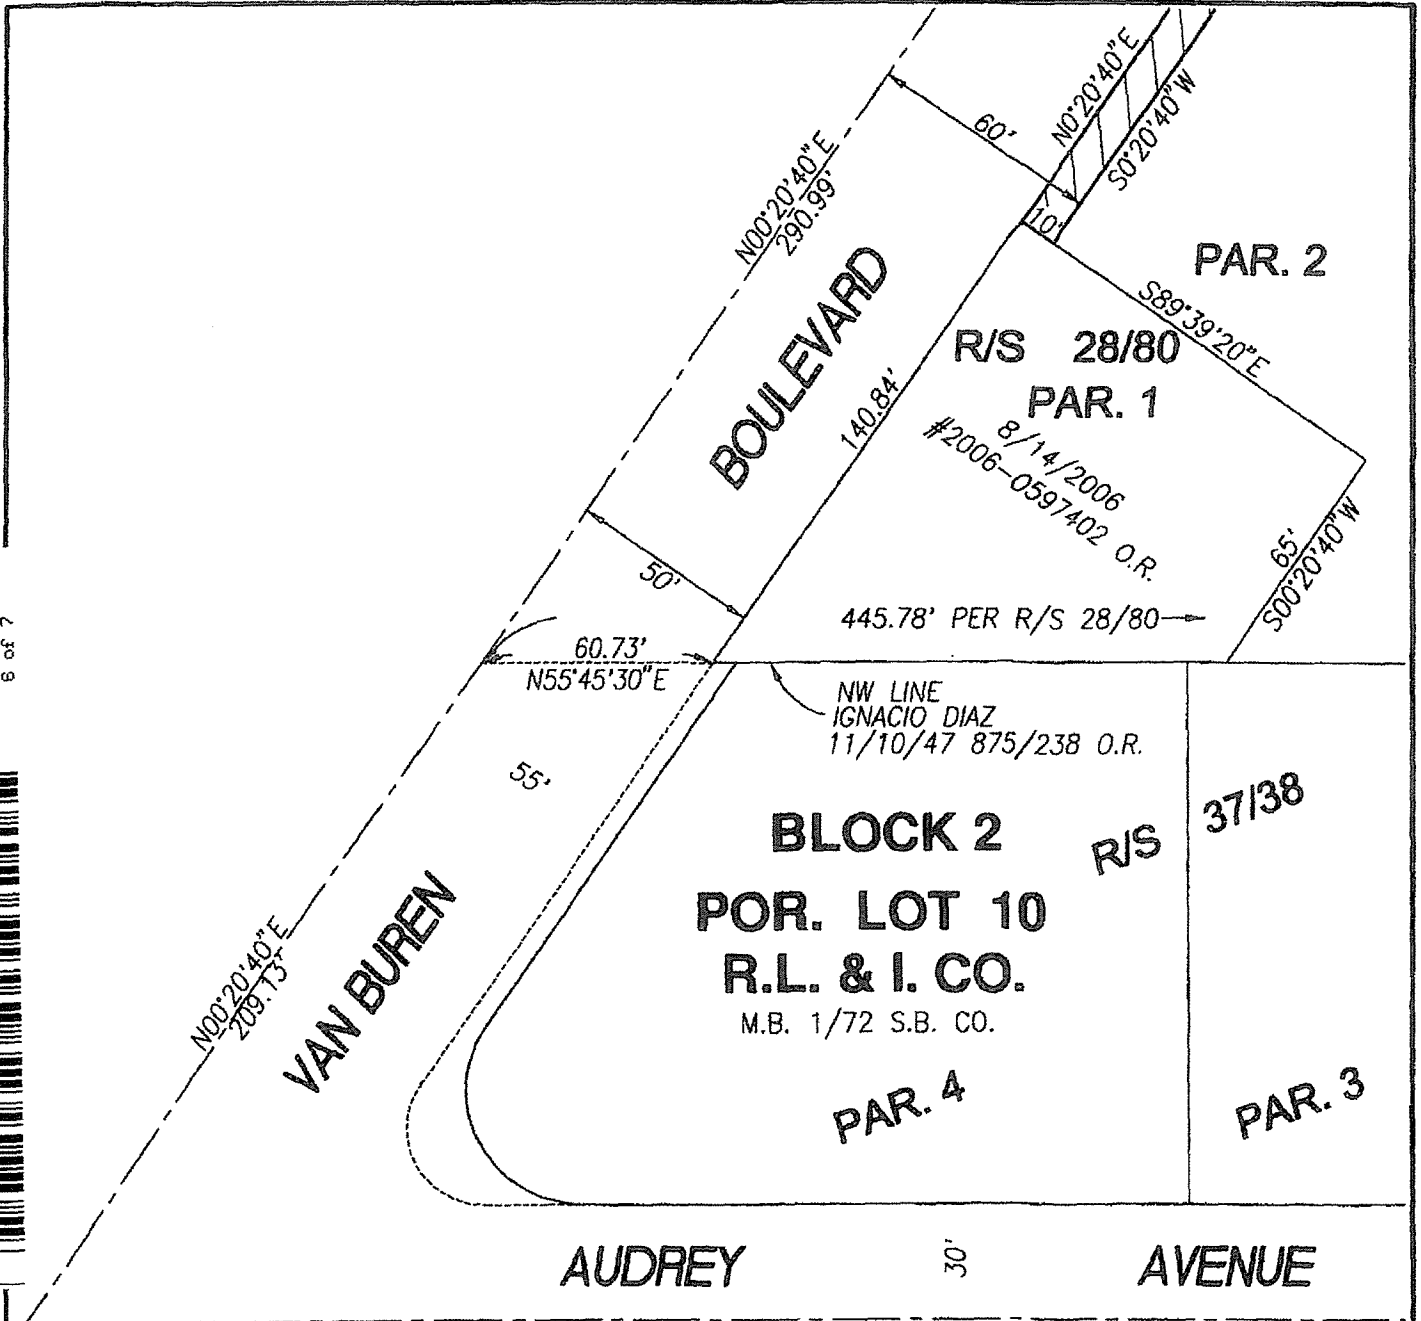 N0°20'40"E
S0°20'40"W
60'
N00°20'40"E
290.99'
10'
PAR. 2
S89°39'20"E
BOULEVARD
R/S 28/80
PAR. 1
140.84'
8/14/2006
#2006-0597402 O.R.
65'
S00°20'40"W
50'
445.78' PER R/S 28/80
6 of 7
60.73'
N55°45'30"E
NW LINE
IGNACIO DIAZ
11/10/47 875/238 O.R.
55'
BLOCK 2
R/S 37/38
POR. LOT 10
R.L. & I. CO.
M.B. 1/72 S.B. CO.
VAN BUREN
N00°20'40"E
209.13'
PAR. 4
PAR. 3
AUDREY 30' AVENUE